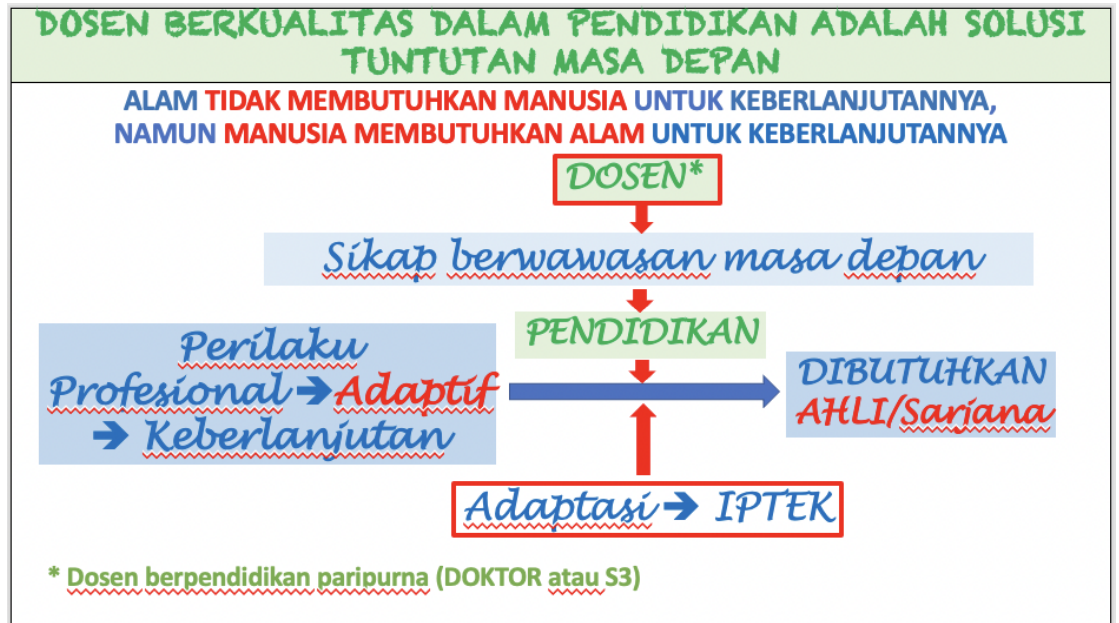 DOSEN BERKUALITAS DALAM PENDIDIKAN ADALAH SOLUSI
TUNTUTAN MASA DEPAN
ALAM TIDAK MEMBUTUHKAN MANUSIA UNTUK KEBERLANJUTANNYA,
NAMUN MANUSIA MEMBUTUHKAN ALAM UNTUK KEBERLANJUTANNYA
DOSEN*
Sikap berwawasan masa depan
PENDIDIKAN
Perilaku
Profesional ➔ Adaptif
➔ Keberlanjutan
DIBUTUHKAN
AHLI/Sarjana
Adaptasi ➔ IPTEK
* Dosen berpendidikan paripurna (DOKTOR atau S3)